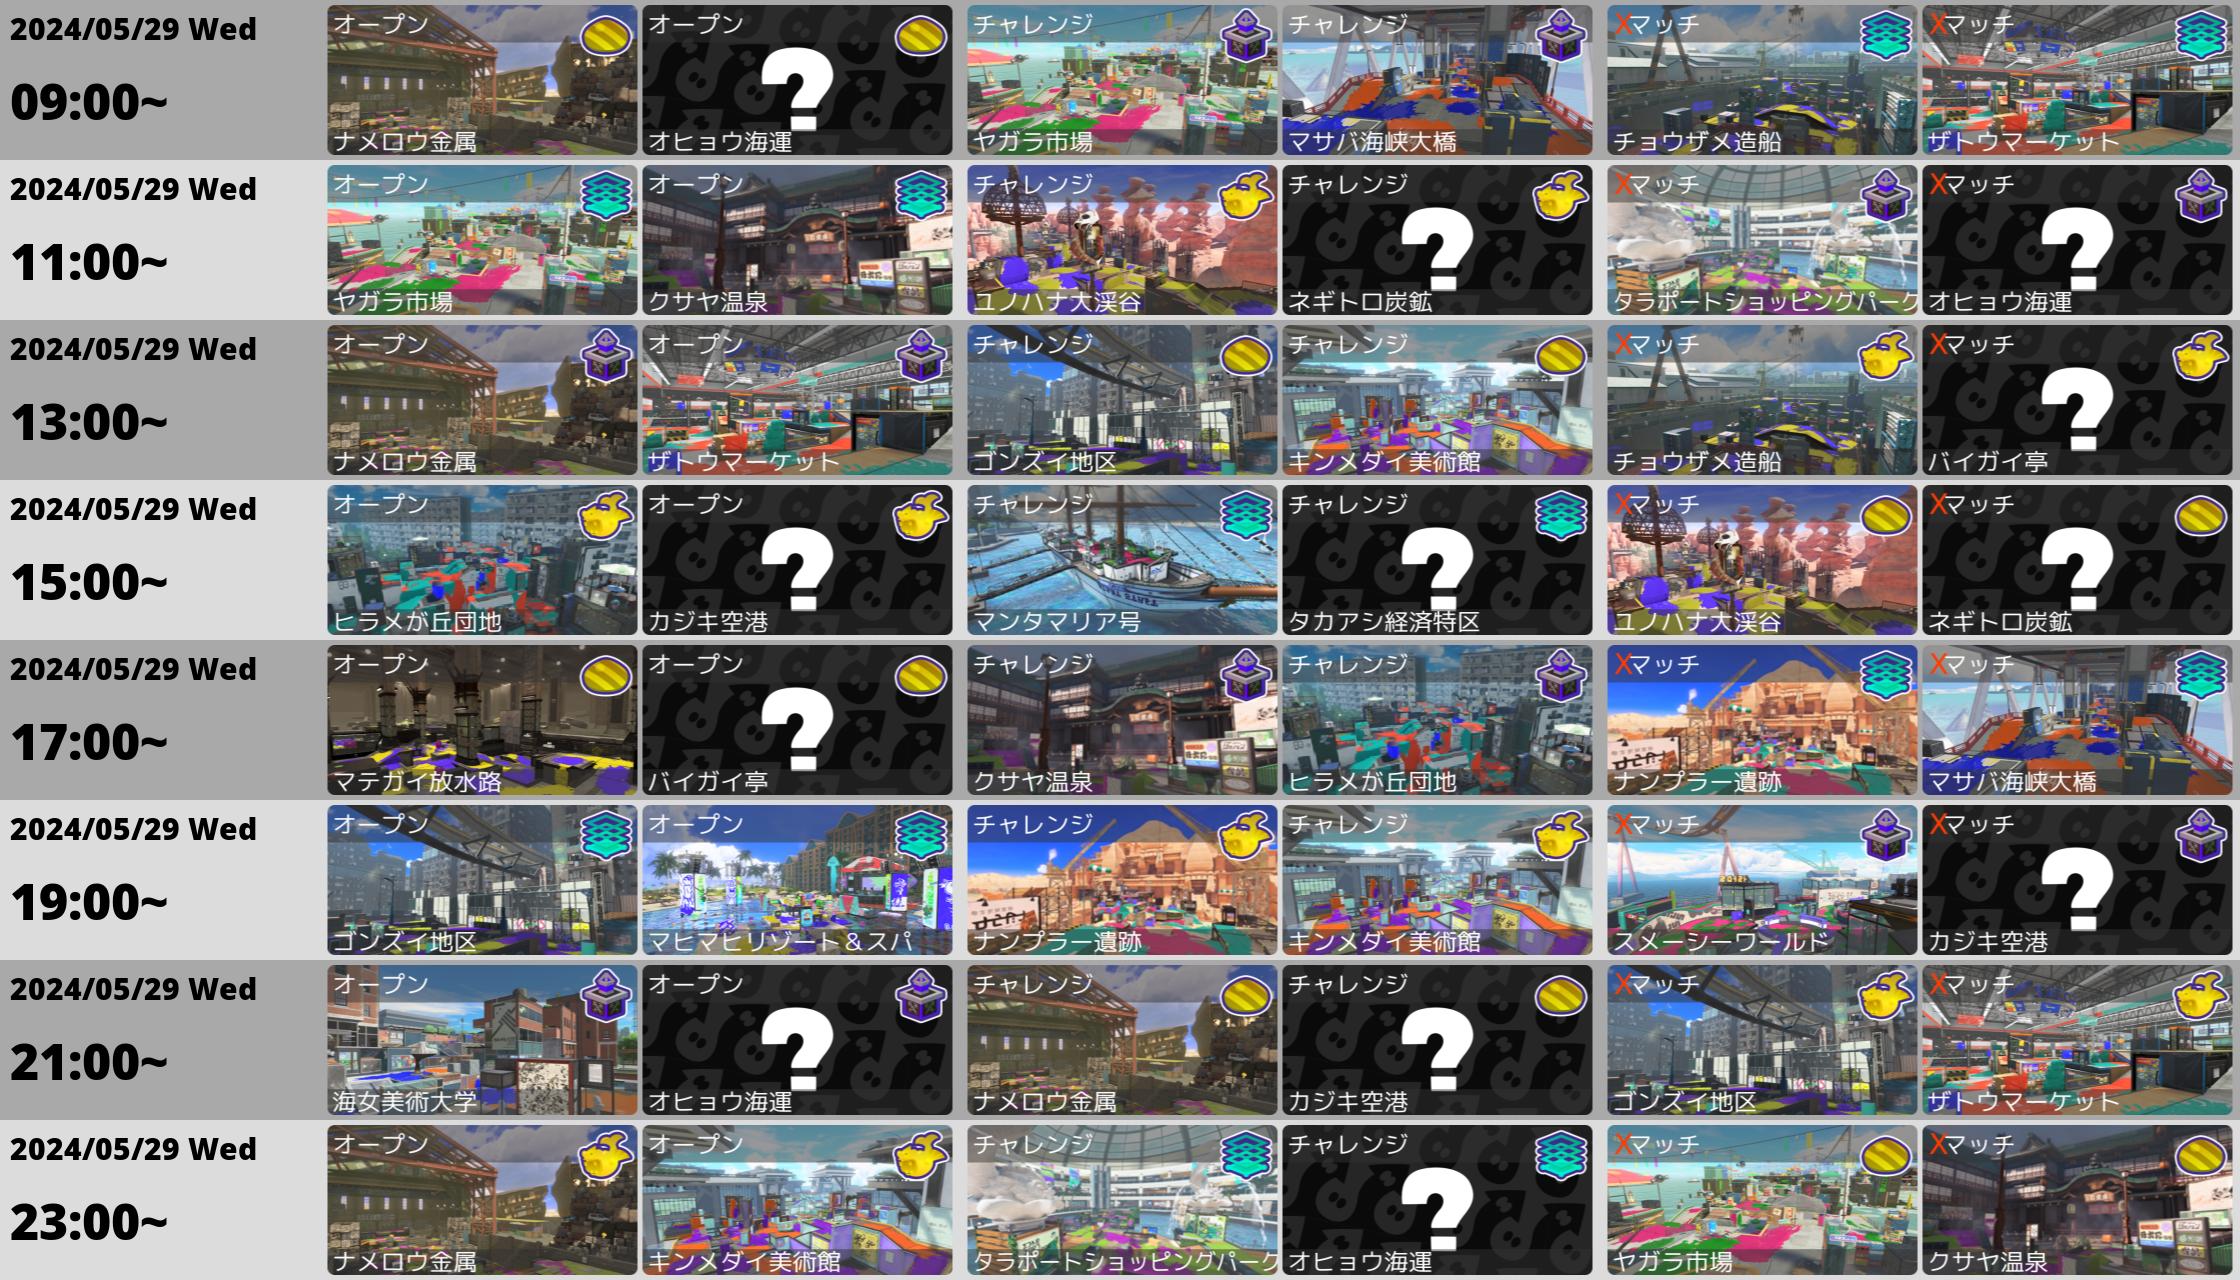 2024/05/29 Wed
09:00~
オープン
ナメロウ金属
オープン
?
オヒョウ海運
チャレンジ
ヤガラ市場
チャレンジ
マサバ海峡大橋
Xマッチ
チョウザメ造船
Xマッチ
ザトウマーケット
2024/05/29 Wed
11:00~
オープン
ヤガラ市場
オープン
クサヤ温泉
チャレンジ
ユノハナ大渓谷
チャレンジ
?
ネギトロ炭鉱
Xマッチ
タラポートショッピングパーク
Xマッチ
?
オヒョウ海運
2024/05/29 Wed
13:00~
オープン
ナメロウ金属
オープン
ザトウマーケット
チャレンジ
ゴンズイ地区
チャレンジ
キンメダイ美術館
Xマッチ
チョウザメ造船
Xマッチ
?
バイガイ亭
2024/05/29 Wed
15:00~
オープン
ヒラメが丘団地
オープン
?
カジキ空港
チャレンジ
マンタマリア号
チャレンジ
?
タカアシ経済特区
Xマッチ
ユノハナ大渓谷
Xマッチ
?
ネギトロ炭鉱
2024/05/29 Wed
17:00~
オープン
マテガイ放水路
オープン
?
バイガイ亭
チャレンジ
クサヤ温泉
チャレンジ
ヒラメが丘団地
Xマッチ
ナンプラー遺跡
Xマッチ
マサバ海峡大橋
2024/05/29 Wed
19:00~
オープン
ゴンズイ地区
オープン
マヒマヒリゾート＆スパ
チャレンジ
ナンプラー遺跡
チャレンジ
キンメダイ美術館
Xマッチ
スメーシーワールド
Xマッチ
?
カジキ空港
2024/05/29 Wed
21:00~
オープン
海女美術大学
オープン
?
オヒョウ海運
チャレンジ
ナメロウ金属
チャレンジ
?
カジキ空港
Xマッチ
ゴンズイ地区
Xマッチ
ザトウマーケット
2024/05/29 Wed
23:00~
オープン
ナメロウ金属
オープン
キンメダイ美術館
チャレンジ
タラポートショッピングパーク
チャレンジ
?
オヒョウ海運
Xマッチ
ヤガラ市場
Xマッチ
クサヤ温泉